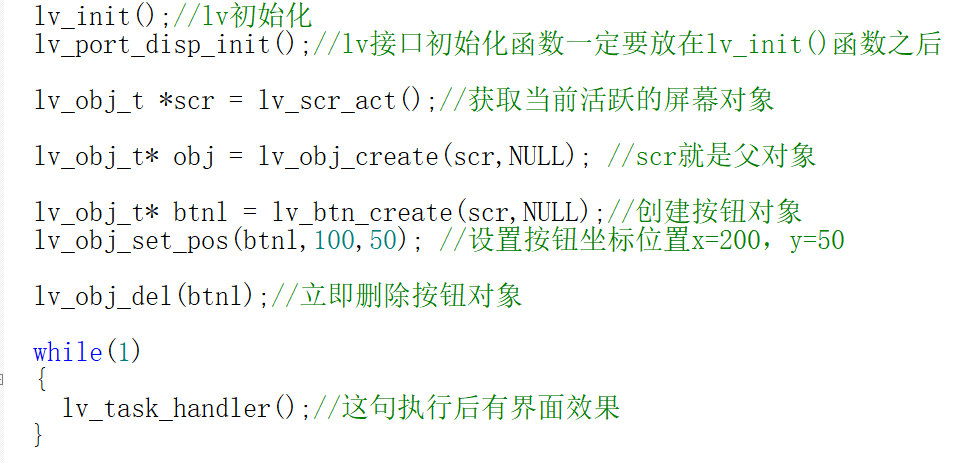 lv_init();//lv初始化
lv_port_disp_init();//lv接口初始化函数一定要放在lv_init()函数之后
lv_obj_t *scr = lv_scr_act();//获取当前活跃的屏幕对象
lv_obj_t* obj = lv_obj_create(scr,NULL); //scr就是父对象
lv_obj_t* btnl = lv_btn_create(scr,NULL);//创建按钮对象
lv_obj_set_pos(btnl,100,50); //设置按钮坐标位置x=200，y=50
lv_obj_del(btnl);//立即删除按钮对象
while(1)
{
lv_task_handler();//这句执行后有界面效果
}